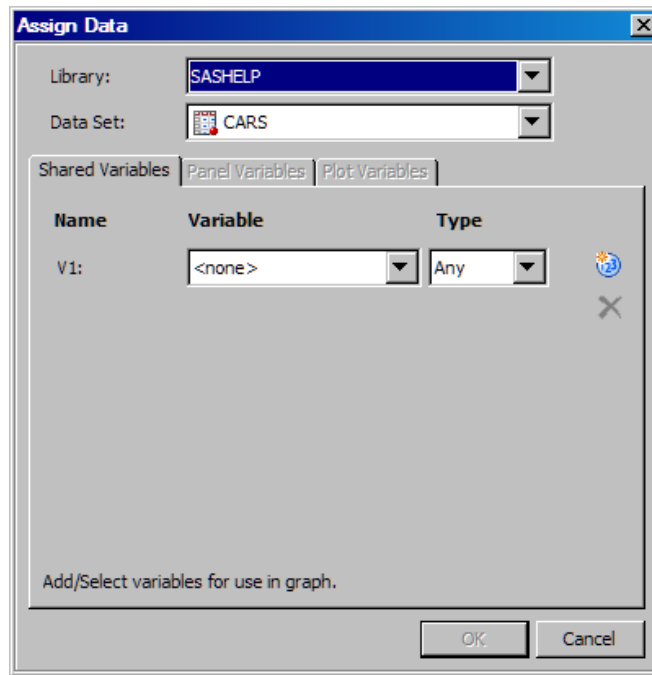 Assign Data
Library: SASHELP
Data Set: CARS
Shared Variables Panel Variables Plot Variables
Name Variable Type
V1: <none> Any
Add/Select variables for use in graph.
OK Cancel